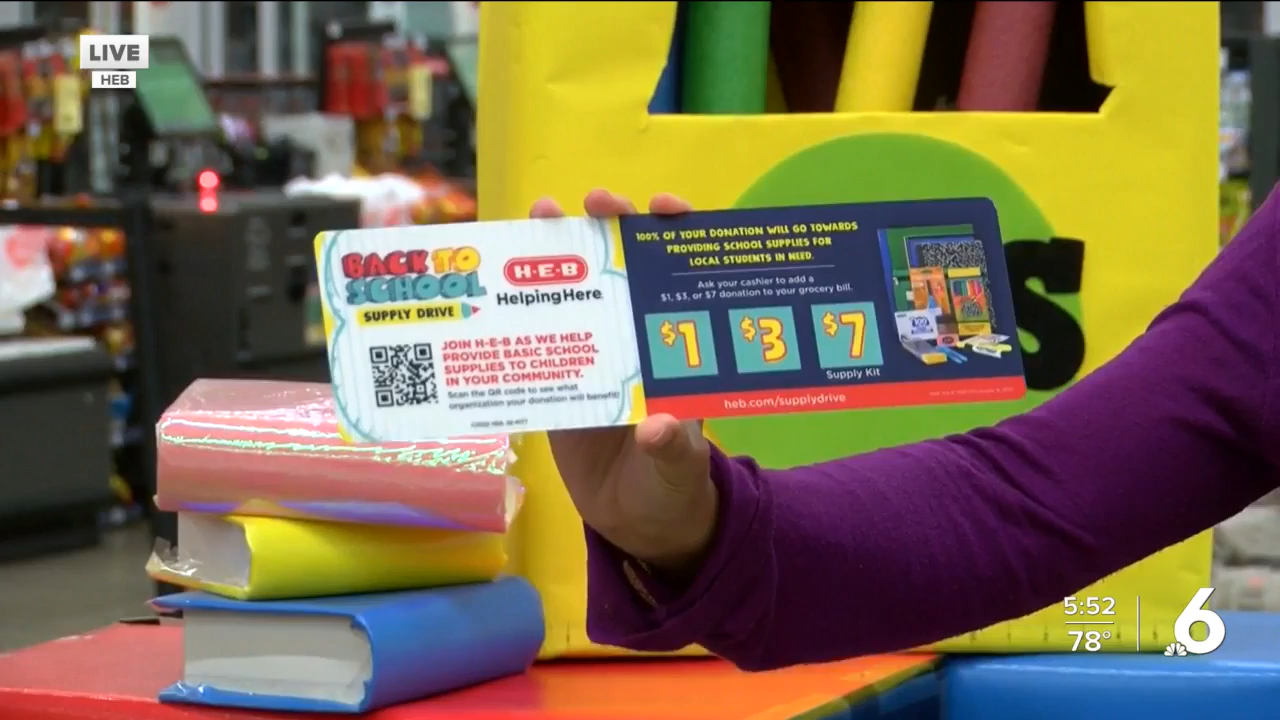 LIVE
HEB
BACK TO
SCHOOL
SUPPLY DRIVE
H-E-B
Helping Here
JOIN H-E-B AS WE HELP
PROVIDE BASIC SCHOOL
SUPPLIES TO CHILDREN
IN YOUR COMMUNITY.
Scan the QR code to see what
organization your donation will benefit!
100% OF YOUR DONATION WILL GO TOWARDS
PROVIDING SCHOOL SUPPLIES FOR
LOCAL STUDENTS IN NEED.
Ask your cashier to add a
$1, $3, or $7 donation to your grocery bill.
$1
$3
$7
Supply Kit
heb.com/supplydrive
S
5:52
78°
6